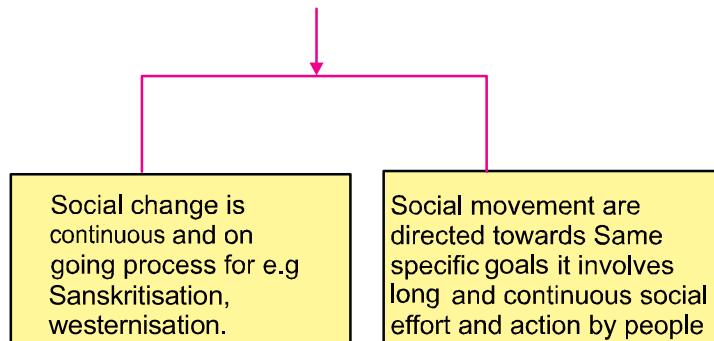 Social change is
continuous and on
going process for e.g
Sanskritisation,
westernisation.
Social movement are
directed towards Same
specific goals it involves
long and continuous social
effort and action by people